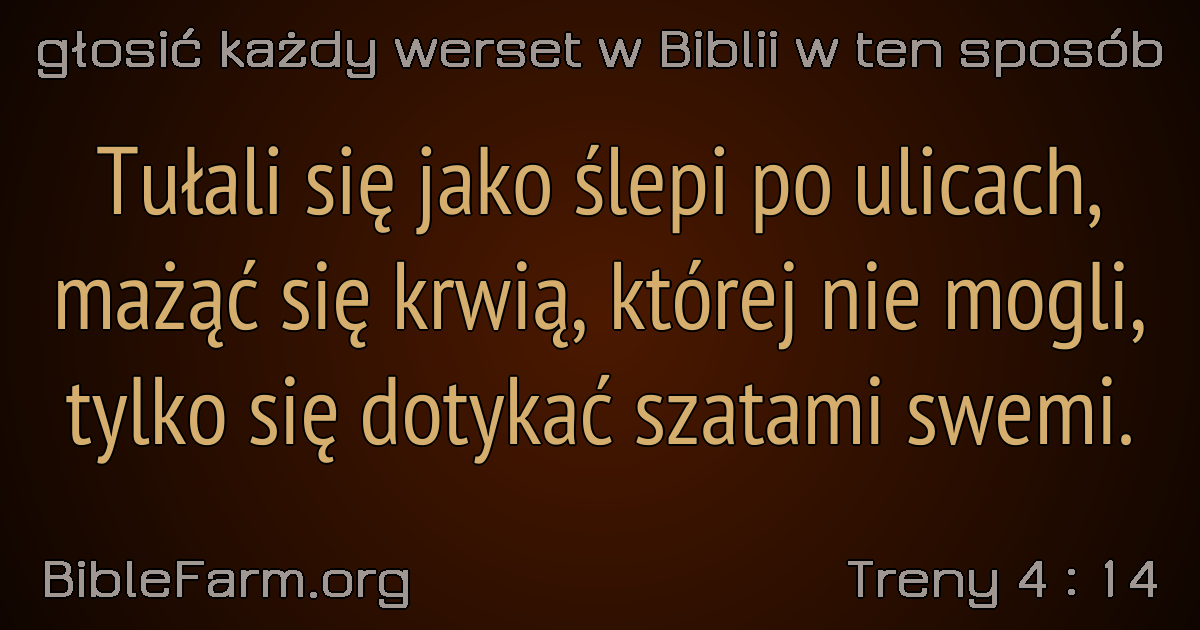 głosić każdy werset w Biblii w ten sposób
Tułali się jako ślepi po ulicach,
mażąć się krwią, której nie mogli,
tylko się dotykać szatami swemi.
BibleFarm.org
Treny 4 : 14